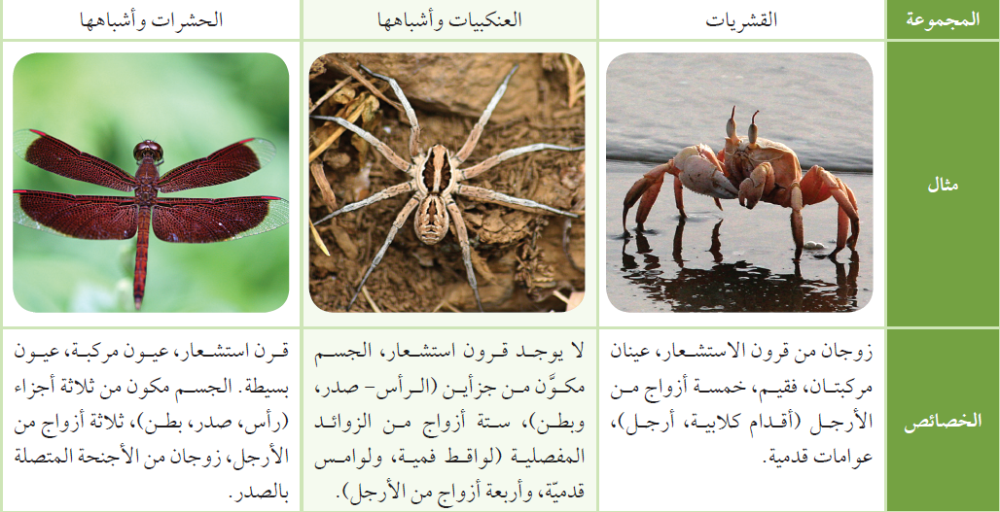 المجموعة
القشريات
العنكبيات وأشباهها
الحشرات وأشباهها
مثال
الخصائص
زوجان من قرون الاستشعار، عينان
مركبتان، فقيم، خمسة أزواج من
الأرجل (أقدام كلابية، أرجل)،
عوامات قدمية.
لا يوجد قرون استشعار، الجسم
مكوَّن من جزأين (الرأس- صدر،
وبطن)، ستة أزواج من الزوائد
المفصلية (لواقط فمية، ولوامس
قدميّة، وأربعة أزواج من الأرجل).
قرن استشعار، عيون مركبة، عيون
بسيطة. الجسم مكون من ثلاثة أجزاء
(رأس، صدر، بطن)، ثلاثة أزواج من
الأرجل، زوجان من الأجنحة المتصلة
بالصدر.